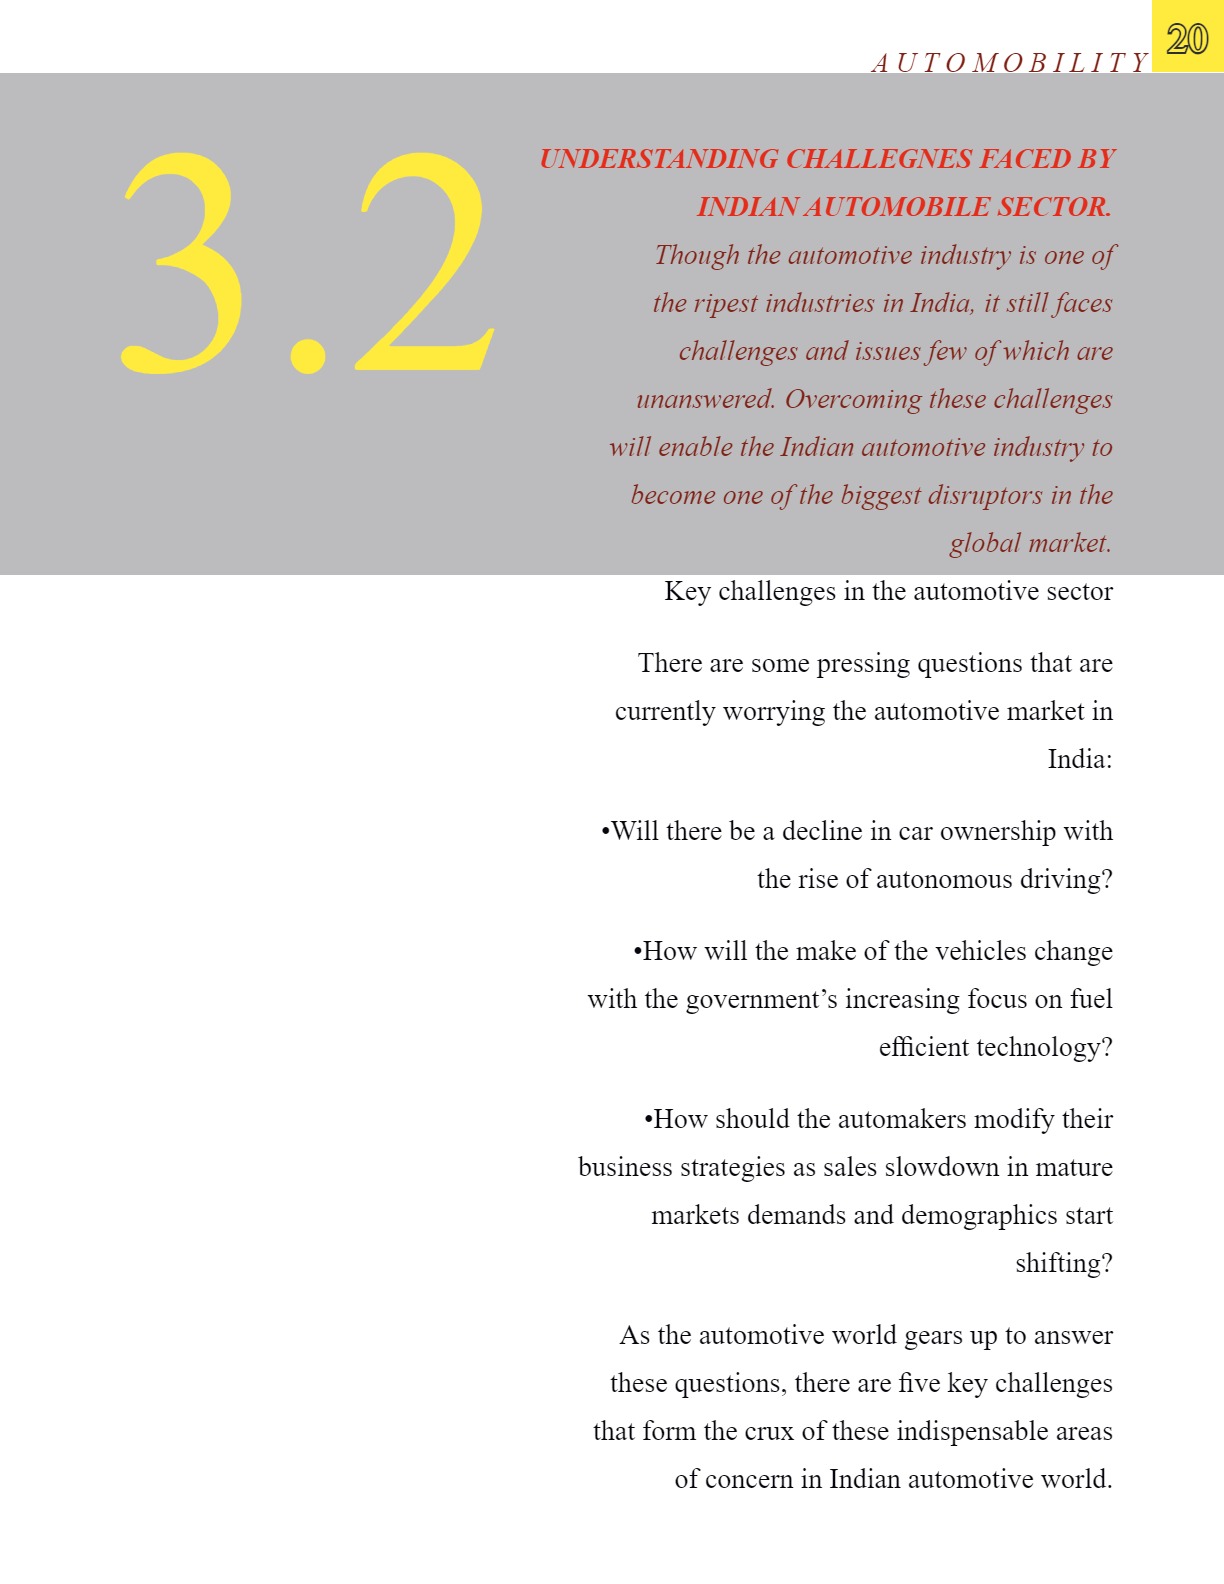 20
AUTOMOBILITY
3.2
UNDERSTANDING CHALLEGNES FACED BY
INDIAN AUTOMOBILE SECTOR.
Though the automotive industry is one of
the ripest industries in India, it still faces
challenges and issues few of which are
unanswered. Overcoming these challenges
will enable the Indian automotive industry to
become one of the biggest disruptors in the
global market.
Key challenges in the automotive sector
There are some pressing questions that are
currently worrying the automotive market in
India:
•Will there be a decline in car ownership with
the rise of autonomous driving?
•How will the make of the vehicles change
with the government’s increasing focus on fuel
efficient technology?
•How should the automakers modify their
business strategies as sales slowdown in mature
markets demands and demographics start
shifting?
As the automotive world gears up to answer
these questions, there are five key challenges
that form the crux of these indispensable areas
of concern in Indian automotive world.